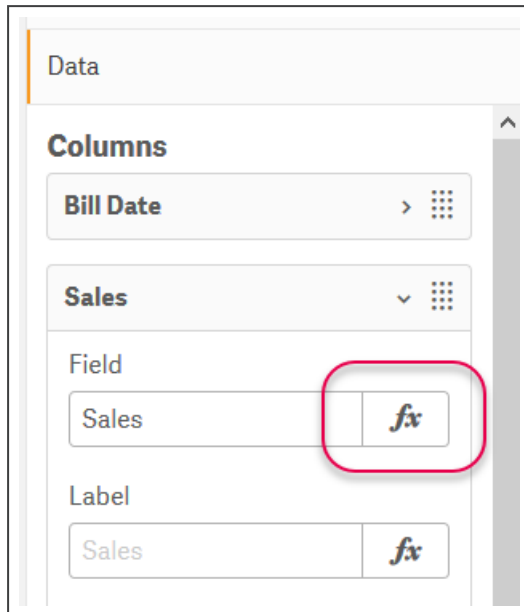 Data
Columns
Bill Date
Sales
Field
Sales fx
Label
Sales fx